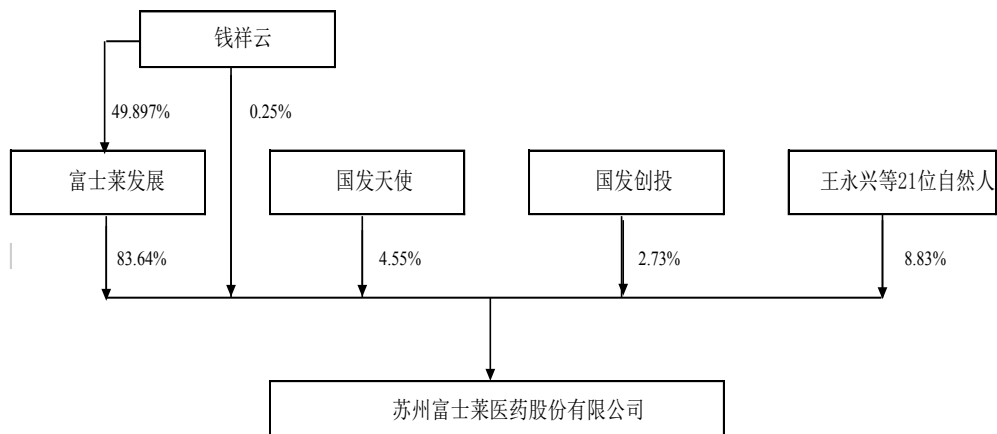 钱祥云
49.897%
0.25%
富士莱发展
国发天使
国发创投
王永兴等21位自然人
83.64%
4.55%
2.73%
8.83%
苏州富士莱医药股份有限公司